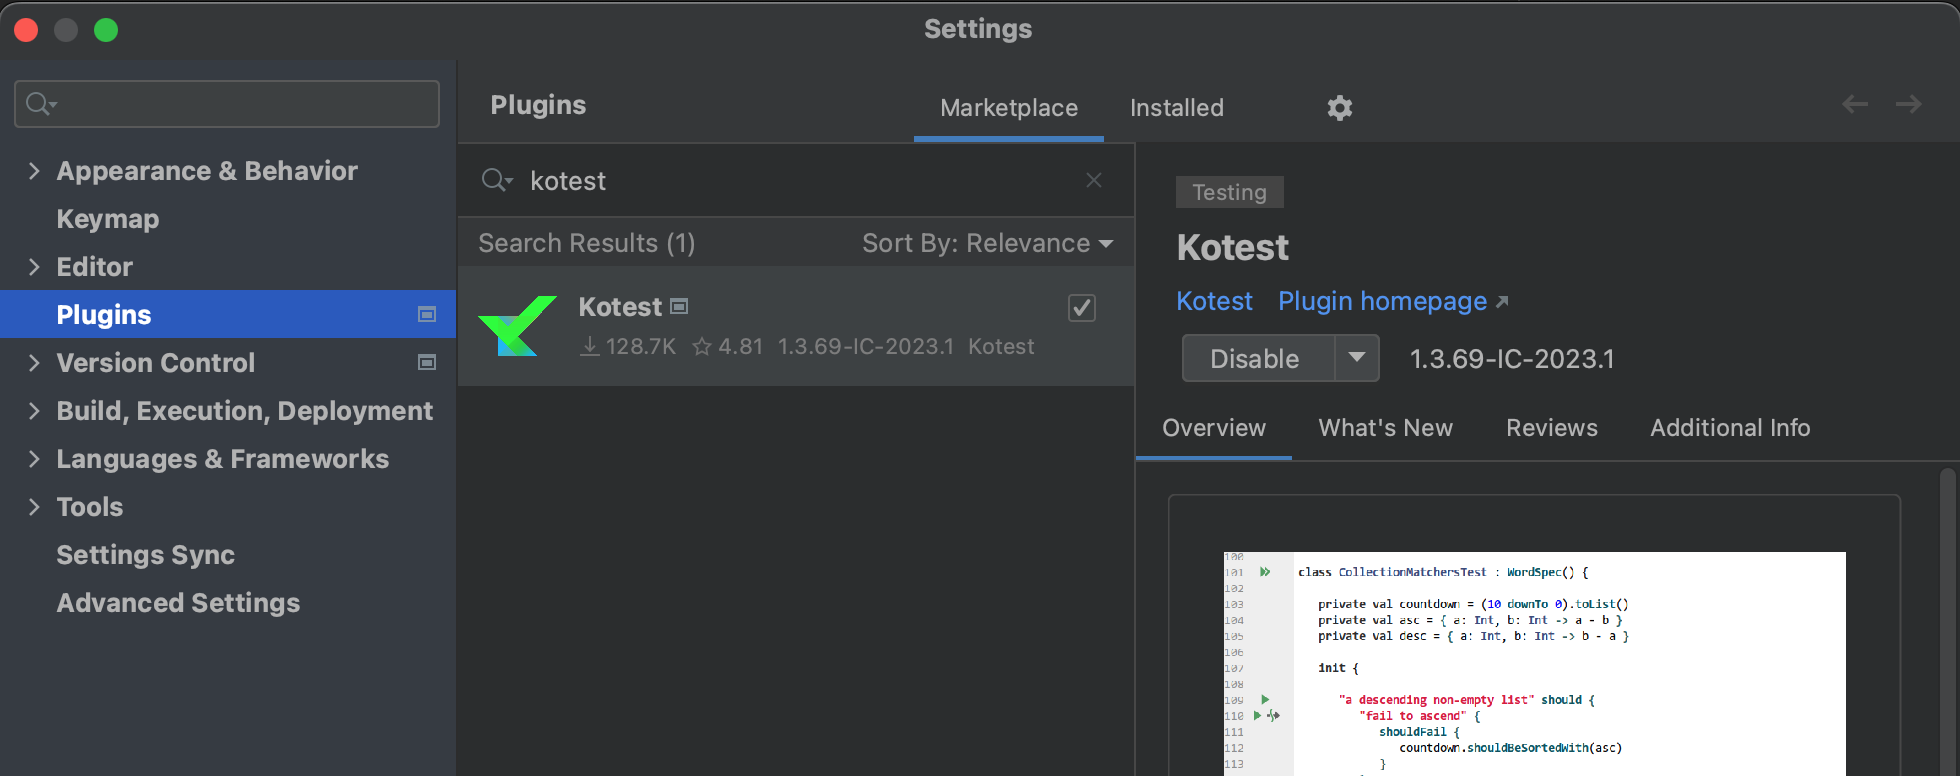 Settings
Appearance & Behavior
Keymap
Editor
Plugins
Version Control
Build, Execution, Deployment
Languages & Frameworks
Tools
Settings Sync
Advanced Settings
Plugins
Marketplace
Installed
kotest
Search Results (1)
Sort By: Relevance
Kotest
128.7K 4.81 1.3.69-IC-2023.1 Kotest
Testing
Kotest
Kotest Plugin homepage
Disable 1.3.69-IC-2023.1
Overview What's New Reviews Additional Info
100
101 class CollectionMatchersTest : WordSpec() {
102
103 private val countdown = (10 downTo 0).toList()
104 private val asc = { a: Int, b: Int -> a - b }
105 private val desc = { a: Int, b: Int -> b - a }
106
107 init {
108
109 "a descending non-empty list" should {
110 "fail to ascend" {
111 shouldFail {
112 countdown.shouldBeSortedWith(asc)
113 }